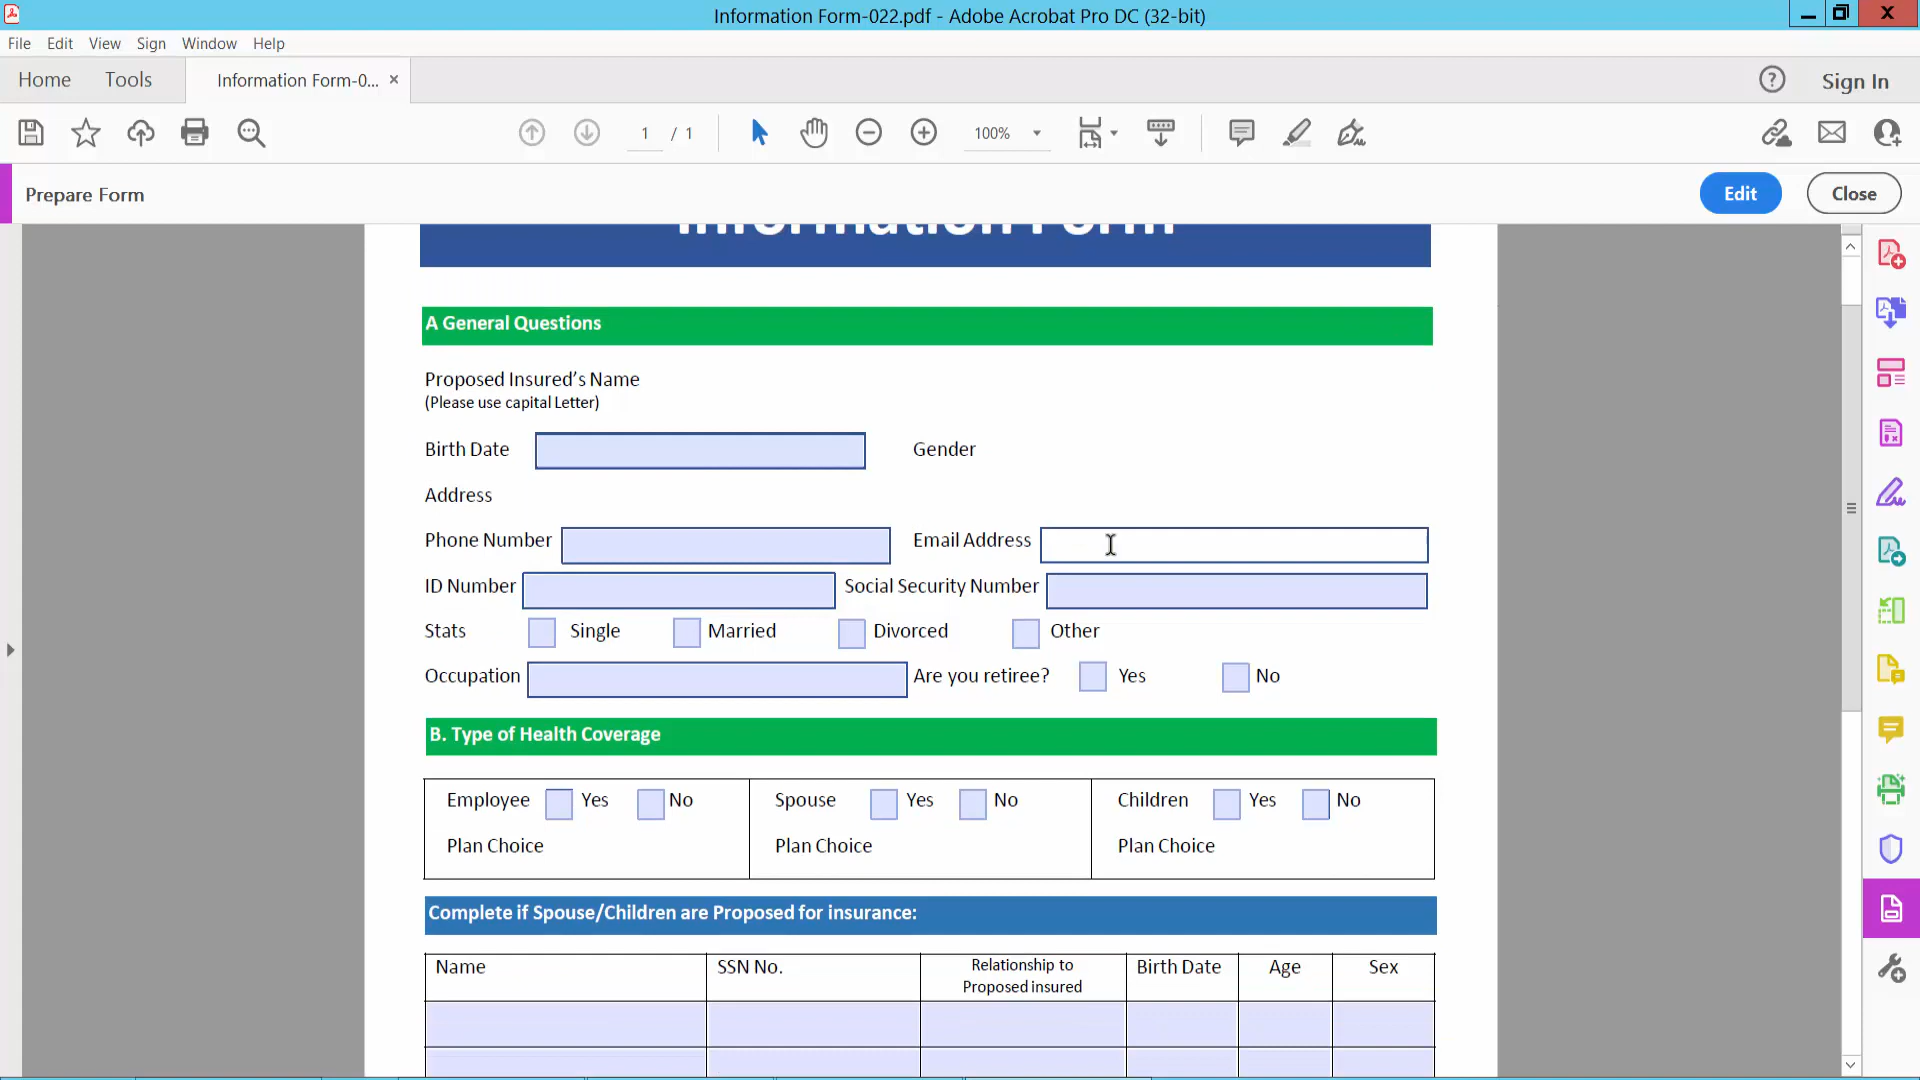 Information Form-022.pdf - Adobe Acrobat Pro DC (32-bit)
File Edit View Sign Window Help
Home Tools Information Form-0... × Sign In
1 / 1 100%
Prepare Form Edit Close
Information Form
A General Questions
Proposed Insured's Name
(Please use capital Letter)
Birth Date Gender
Address
Phone Number Email Address
ID Number Social Security Number
Stats Single Married Divorced Other
Occupation Are you retiree? Yes No
B. Type of Health Coverage
Employee Yes No Spouse Yes No Children Yes No
Plan Choice Plan Choice Plan Choice
Complete if Spouse/Children are Proposed for insurance:
Name SSN No. Relationship to Proposed insured Birth Date Age Sex